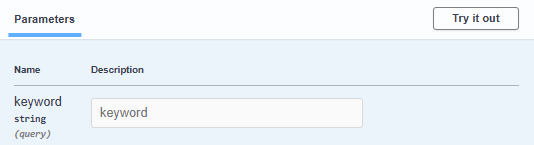 Parameters
Try it out
Name Description
keyword
string
(query)
keyword